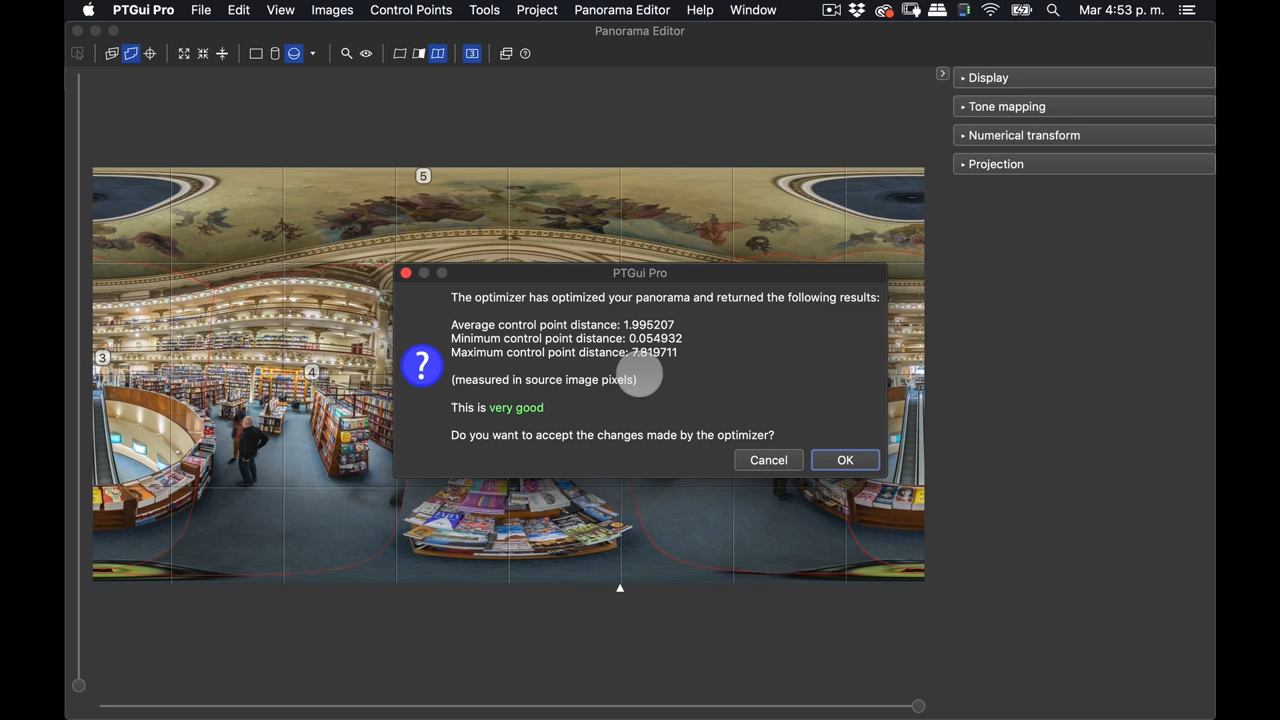 PTGui Pro File Edit View Images Control Points Tools Project Panorama Editor Help Window Mar 4:53 p. m.
Panorama Editor
3
Display
Tone mapping
Numerical transform
Projection
5
3
4
PTGui Pro
The optimizer has optimized your panorama and returned the following results:
Average control point distance: 1.995207
Minimum control point distance: 0.054932
Maximum control point distance: 7.819711
(measured in source image pixels)
This is very good
Do you want to accept the changes made by the optimizer?
Cancel OK